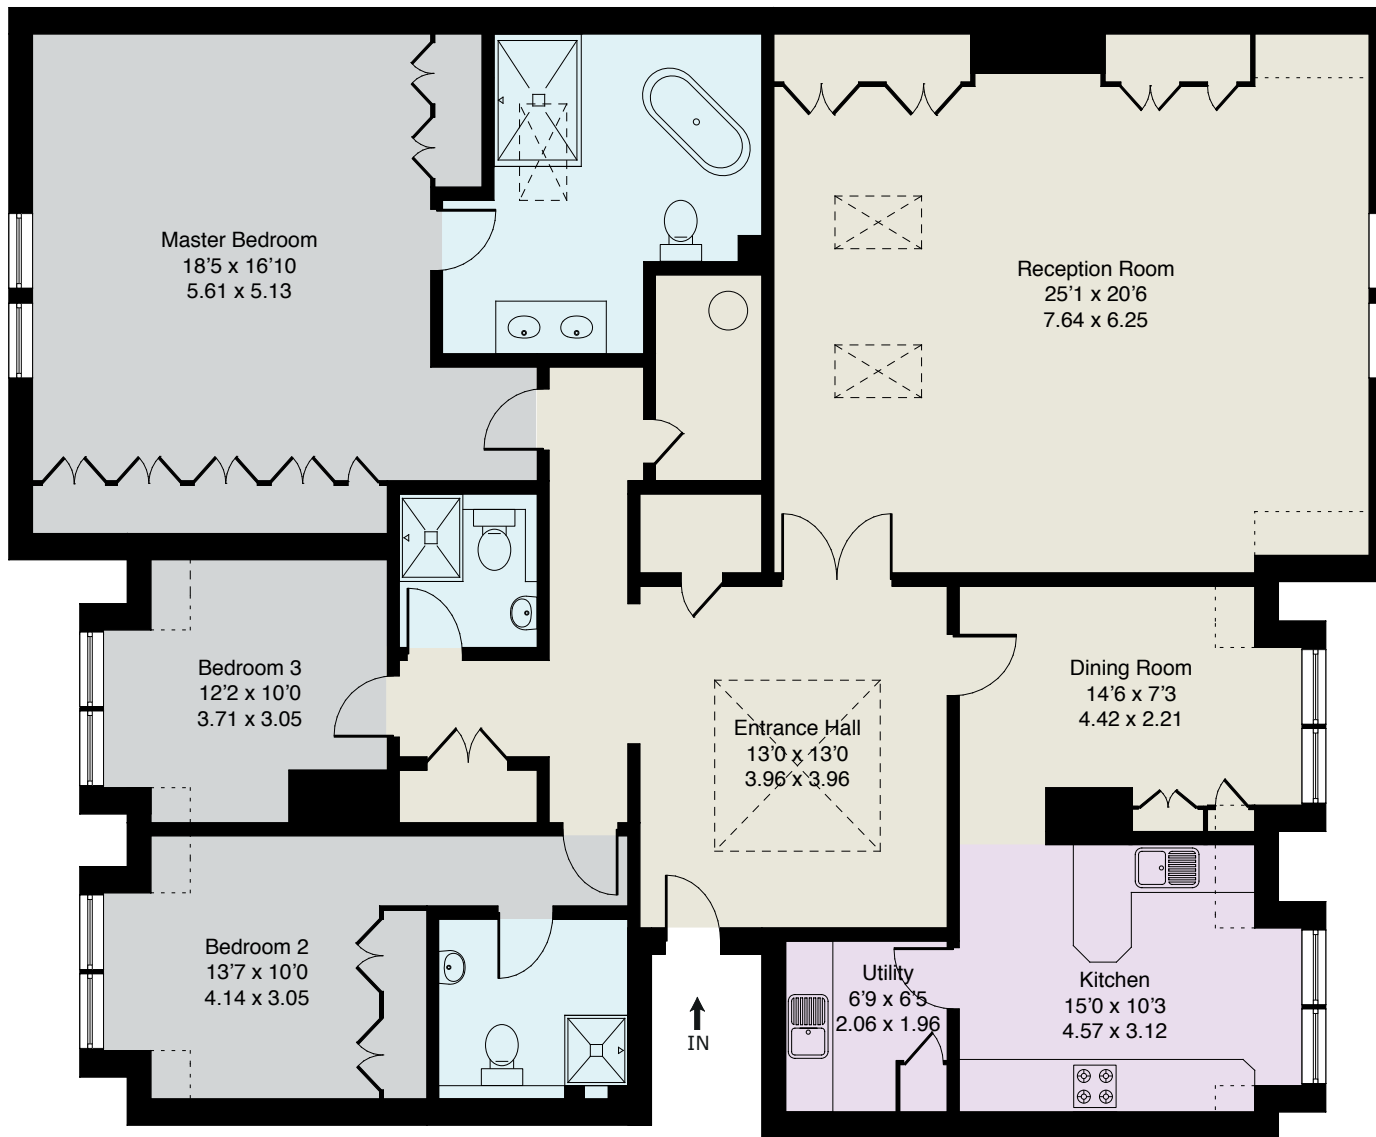 Master Bedroom
18'5 x 16'10
5.61 x 5.13
Reception Room
25'1 x 20'6
7.64 x 6.25
Bedroom 3
12'2 x 10'0
3.71 x 3.05
Entrance Hall
13'0 x 13'0
3.96 x 3.96
Dining Room
14'6 x 7'3
4.42 x 2.21
Bedroom 2
13'7 x 10'0
4.14 x 3.05
IN
Utility
6'9 x 6'5
2.06 x 1.96
Kitchen
15'0 x 10'3
4.57 x 3.12